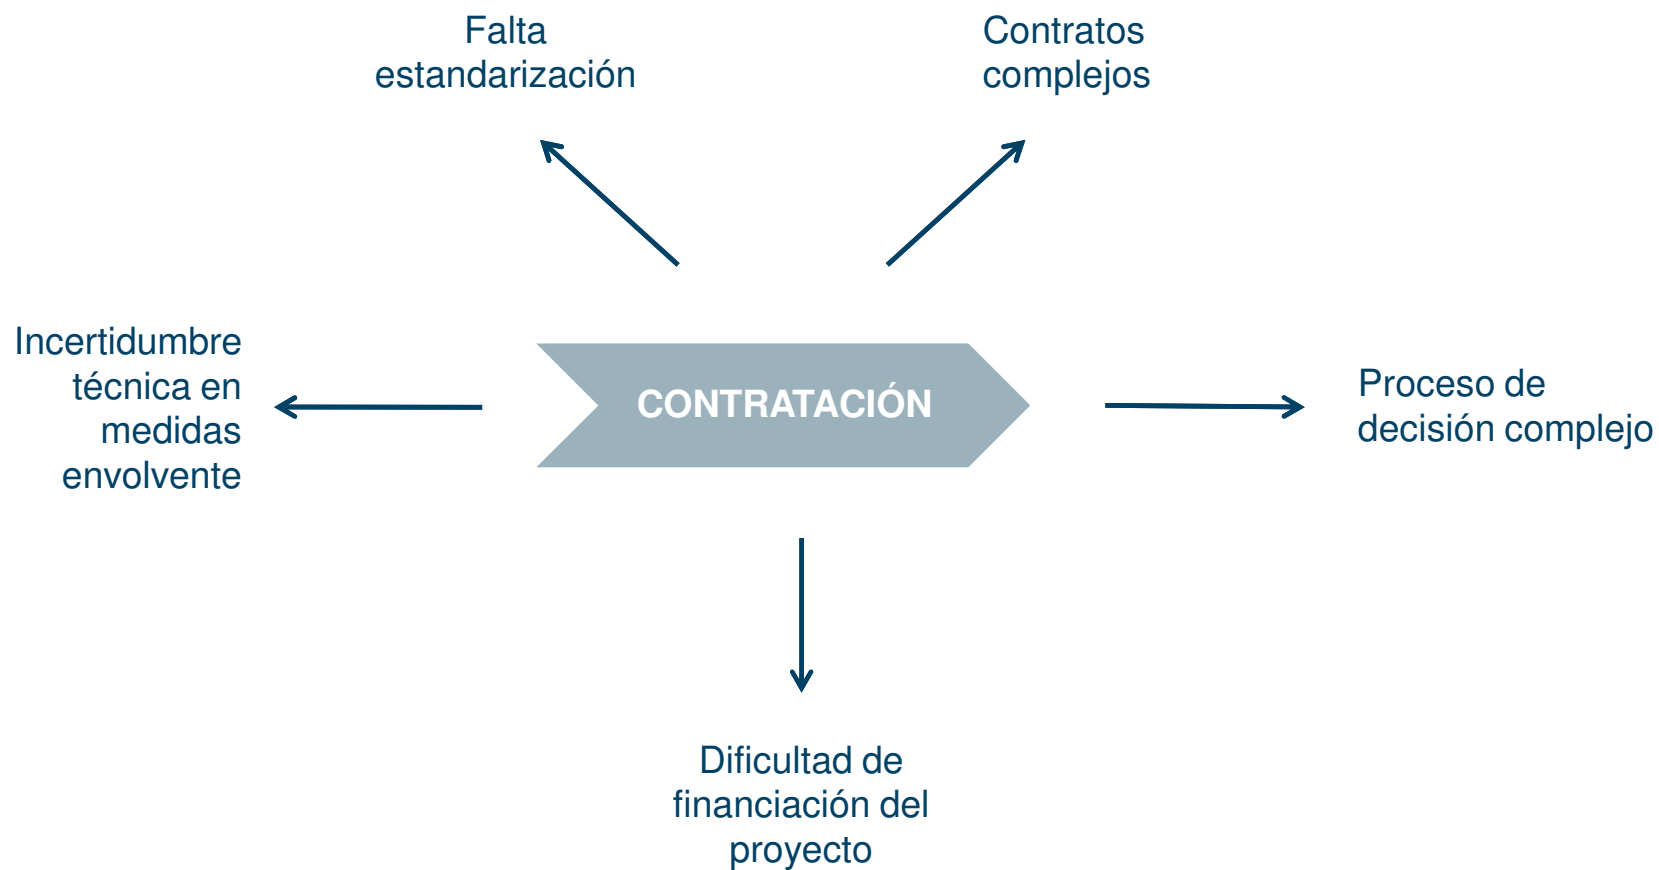 Falta
estandarización
Contratos
complejos
Incertidumbre
técnica en
medidas
envolvente
CONTRATACIÓN
Proceso de
decisión complejo
Dificultad de
financiación del
proyecto